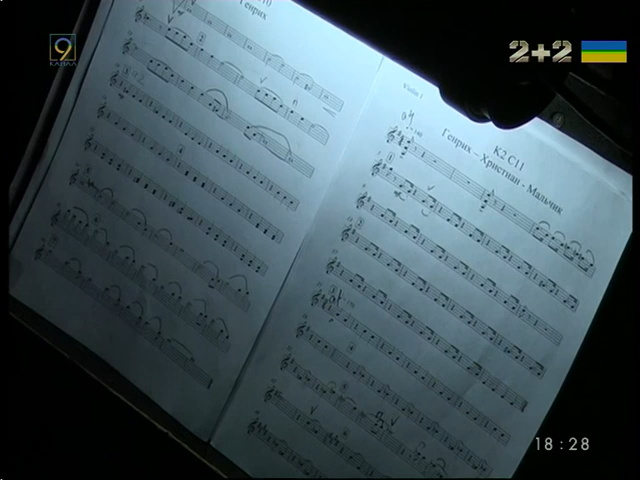 9
КАНАЛ
2+2
Генрих
Violin 1
К2 С11
Генрих – Христиан - Мальчик
18:28